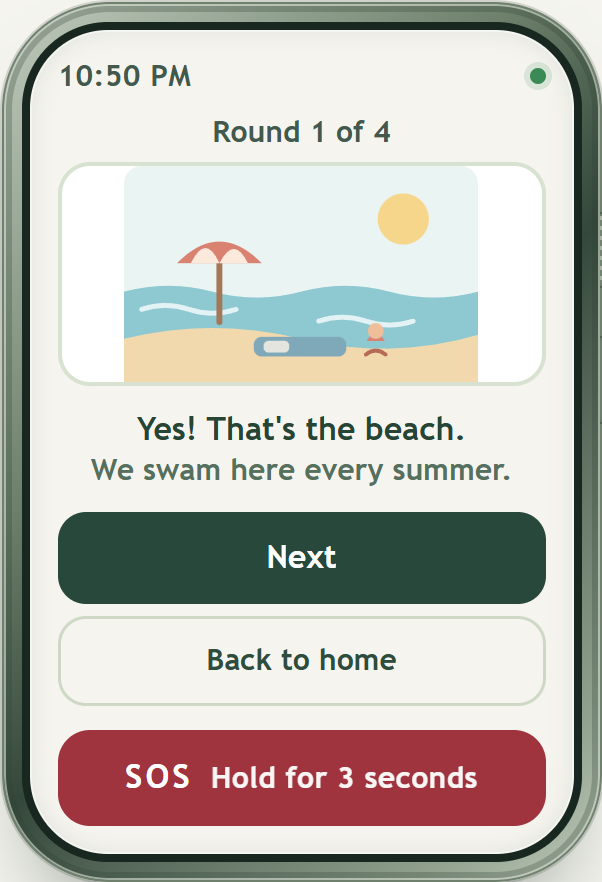 10:50 PM
Round 1 of 4
Yes! That's the beach.
We swam here every summer.
Next
Back to home
SOS Hold for 3 seconds